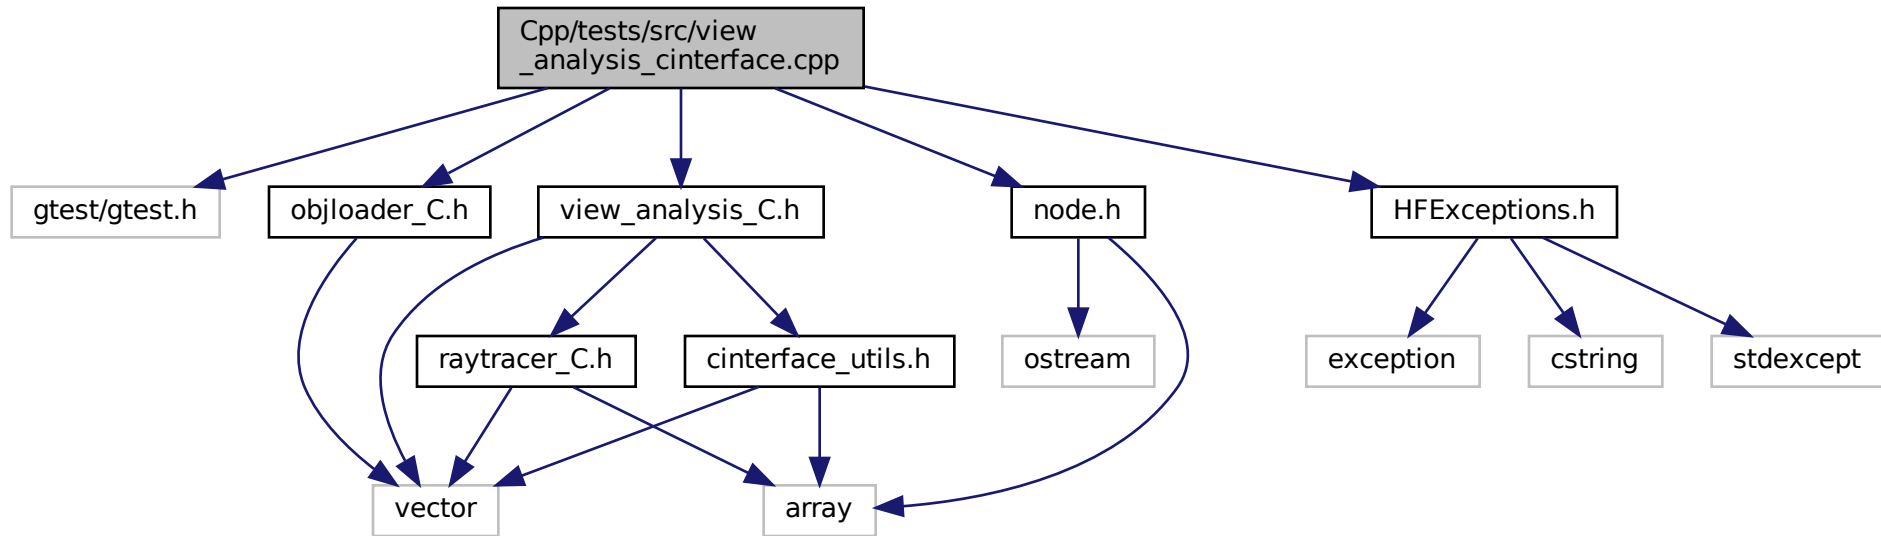 Cpp/tests/src/view
_analysis_cinterface.cpp
gtest/gtest.h
objloader_C.h
view_analysis_C.h
node.h
HFExceptions.h
raytracer_C.h
cinterface_utils.h
ostream
exception
cstring
stdexcept
vector
array